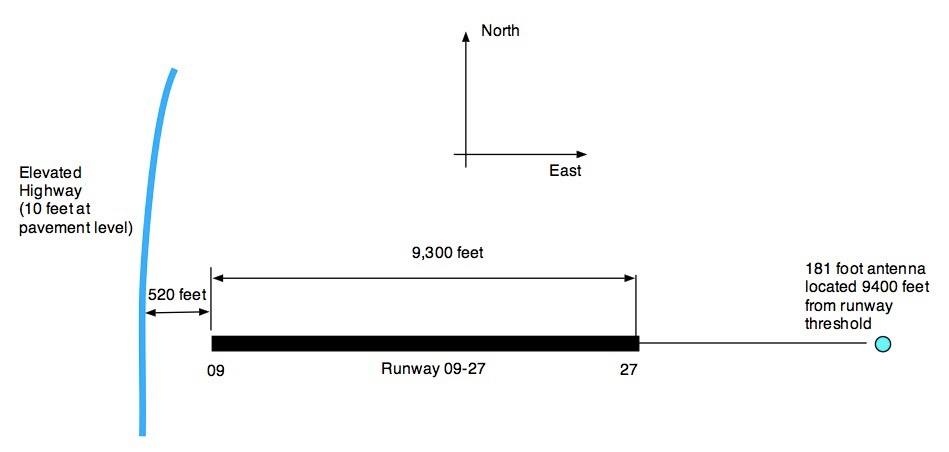 North
East
Elevated
Highway
(10 feet at
pavement level)
9,300 feet
520 feet
181 foot antenna
located 9400 feet
from runway
threshold
09
Runway 09-27
27